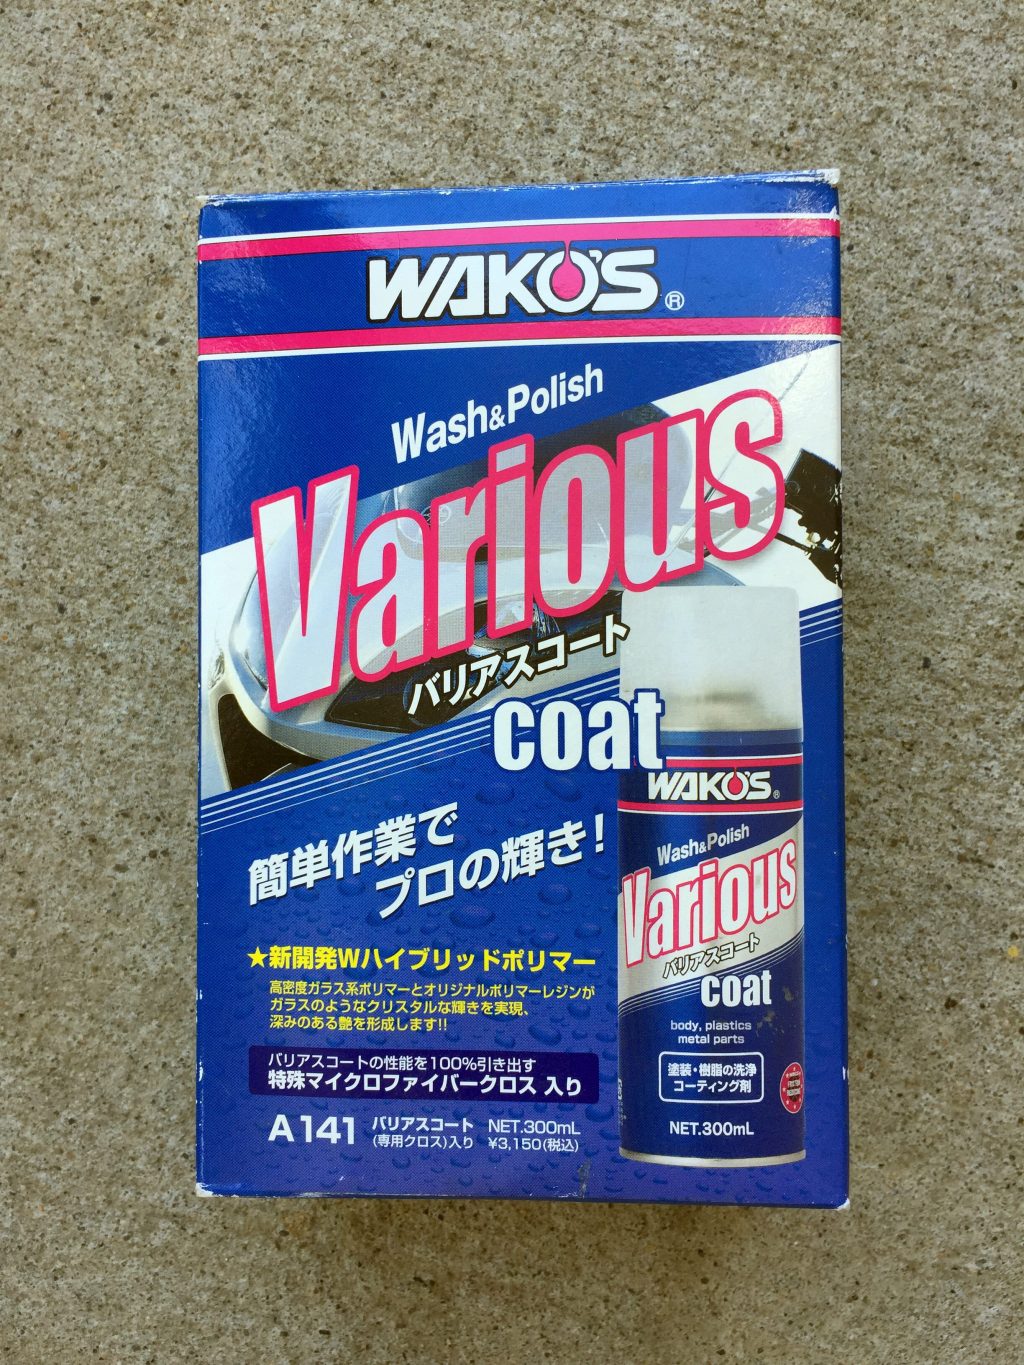 WAKO'S®
Wash&Polish
Various
バリアスコート
coat
簡単作業で
プロの輝き!
★新開発Wハイブリッドポリマー
高密度ガラス系ポリマーとオリジナルポリマーレジンが
ガラスのようなクリスタルな輝きを実現、
深みのある艶を形成します!!
バリアスコートの性能を100%引き出す
特殊マイクロファイバークロス 入り
A141 バリアスコート NET.300mL
(専用クロス)入り ¥3,150(税込)
WAKO'S®
Wash&Polish
Various
バリアスコート
coat
body, plastics
metal parts
塗装・樹脂の洗浄
コーティング剤
NET.300mL